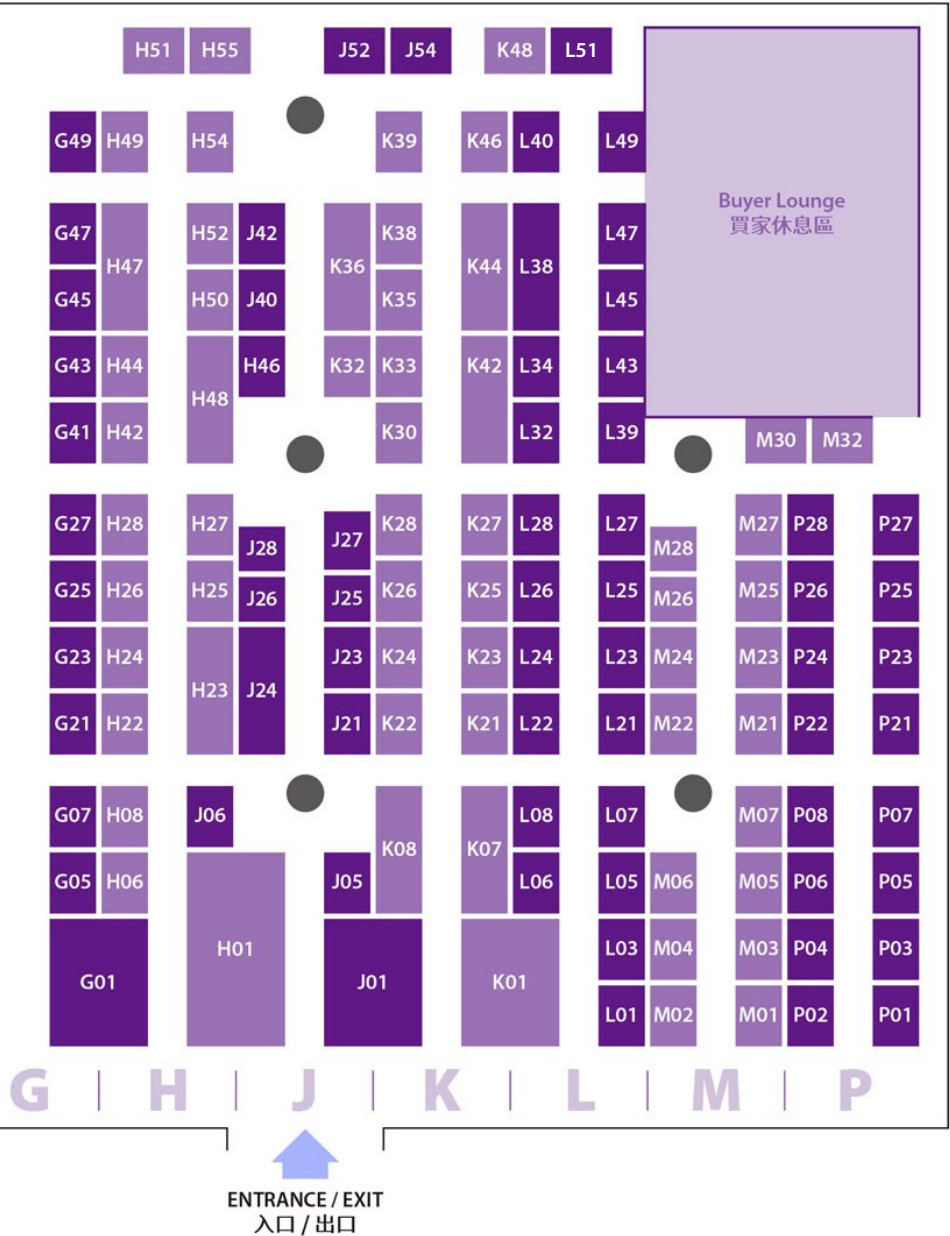 H51 H55 J52 J54 K48 L51
G49 H49 H54 K39 K46 L40 L49
Buyer Lounge
買家休息區
G47 H52 J42 K38 L47
H47 K36 K44 L38
G45 H50 J40 K35 L45
G43 H44 H46 K32 K33 K42 L34 L43
H48
G41 H42 K30 L32 L39 M30 M32
G27 H28 H27 J27 K28 K27 L28 L27 M27 P28 P27
J28 M28
G25 H26 H25 J26 J25 K26 K25 L26 L25 M26 M25 P26 P25
G23 H24 J23 K24 K23 L24 L23 M24 M23 P24 P23
H23 J24
G21 H22 J21 K22 K21 L22 L21 M22 M21 P22 P21
G07 H08 J06 L08 L07 M07 P08 P07
K08 K07
G05 H06 J05 L06 L05 M06 M05 P06 P05
H01 L03 M04 M03 P04 P03
G01 J01 K01
L01 M02 M01 P02 P01
G H J K L M P
ENTRANCE / EXIT
入口 / 出口